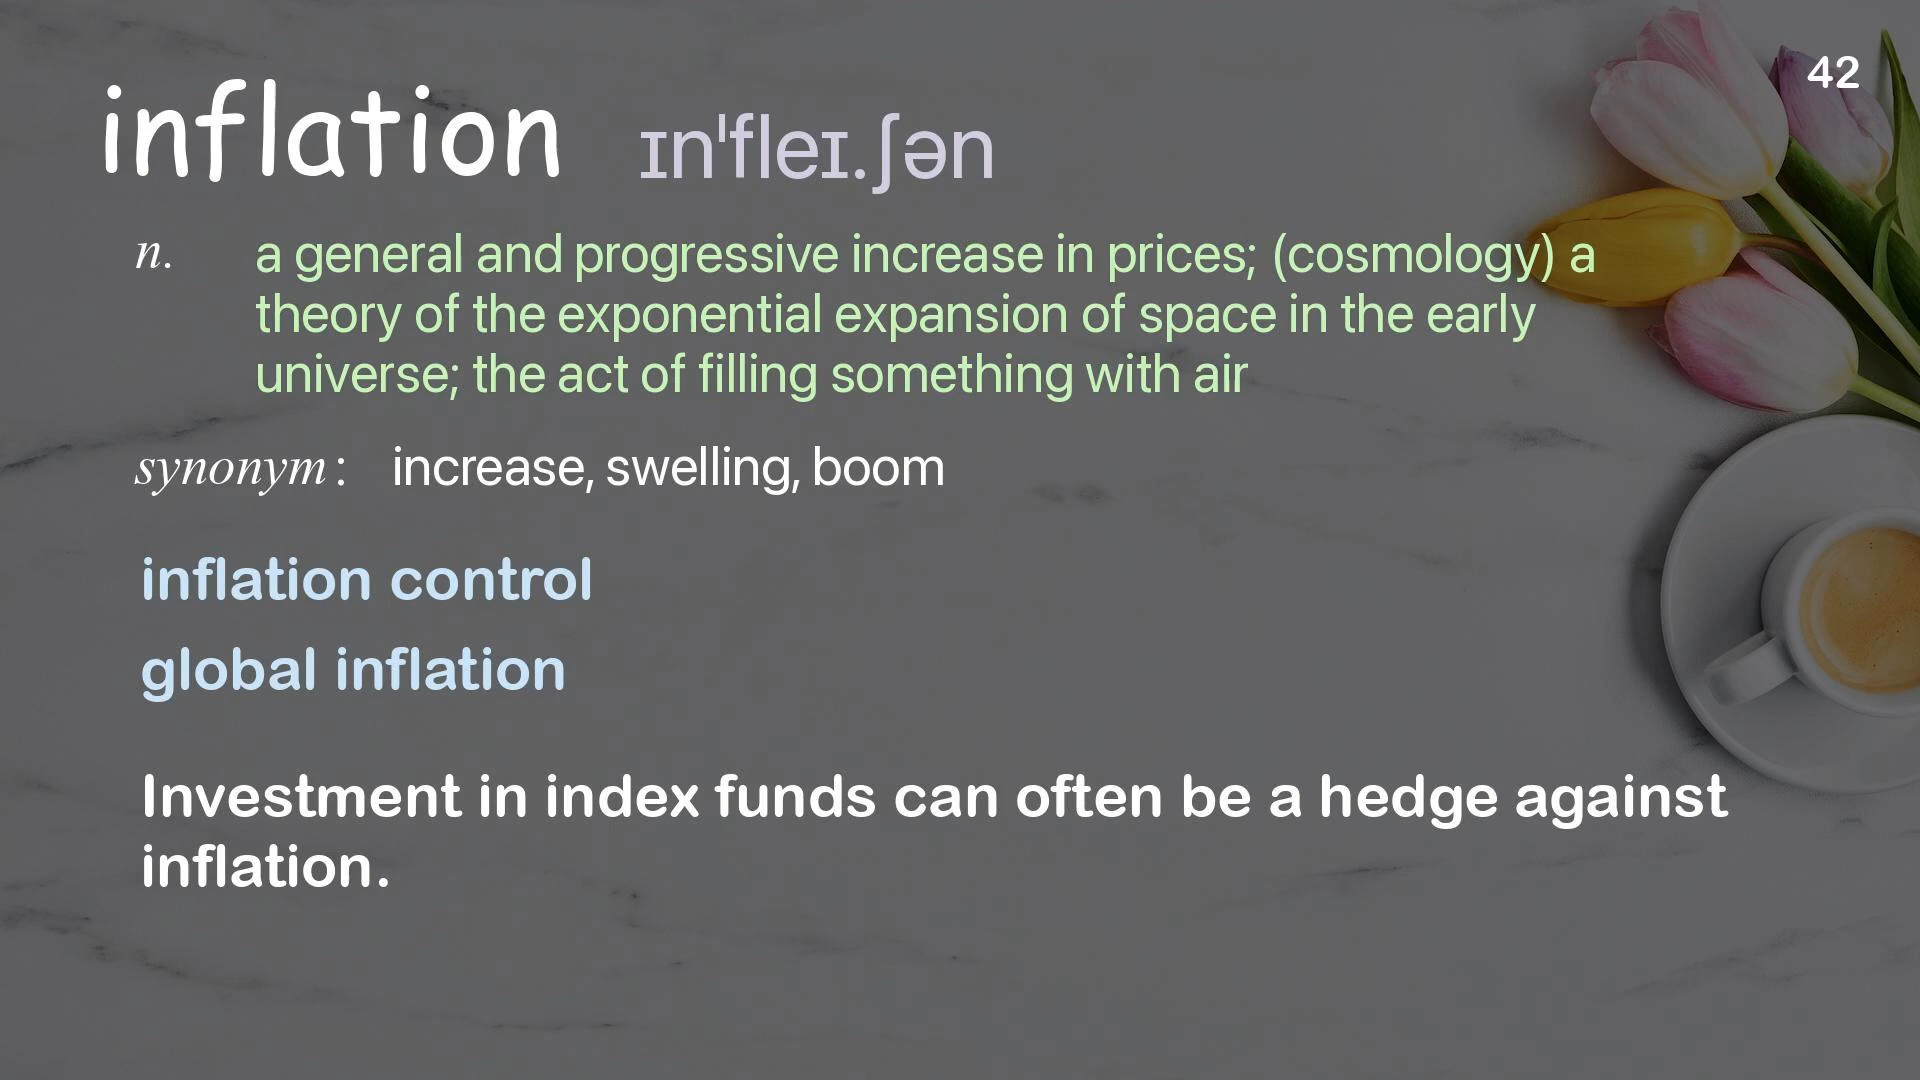 42
inflation ɪnˈfleɪ.ʃən
n. a general and progressive increase in prices; (cosmology) a
theory of the exponential expansion of space in the early
universe; the act of filling something with air
synonym: increase, swelling, boom
inflation control
global inflation
Investment in index funds can often be a hedge against
inflation.